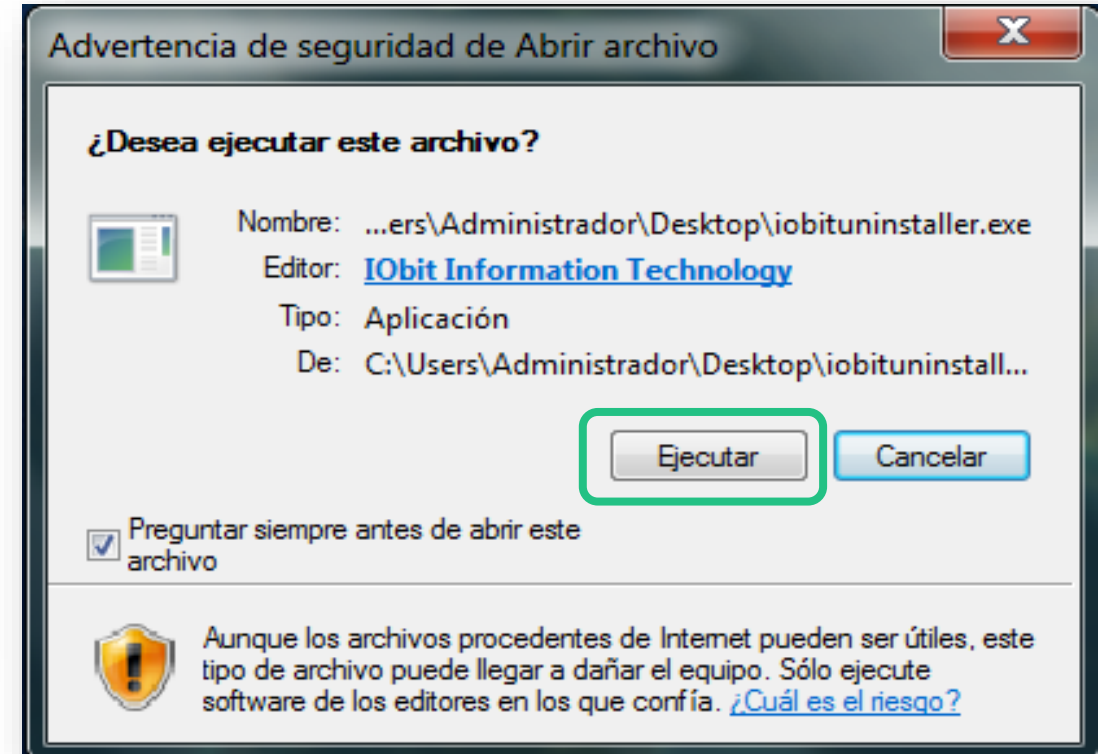 Advertencia de seguridad de Abrir archivo
¿Desea ejecutar este archivo?
Nombre: ...ers\Administrador\Desktop\iobituninstaller.exe
Editor: IObit Information Technology
Tipo: Aplicación
De: C:\Users\Administrador\Desktop\iobituninstall...
Ejecutar Cancelar
Preguntar siempre antes de abrir este
archivo
Aunque los archivos procedentes de Internet pueden ser útiles, este
tipo de archivo puede llegar a dañar el equipo. Sólo ejecute
software de los editores en los que confía. ¿Cuál es el riesgo?